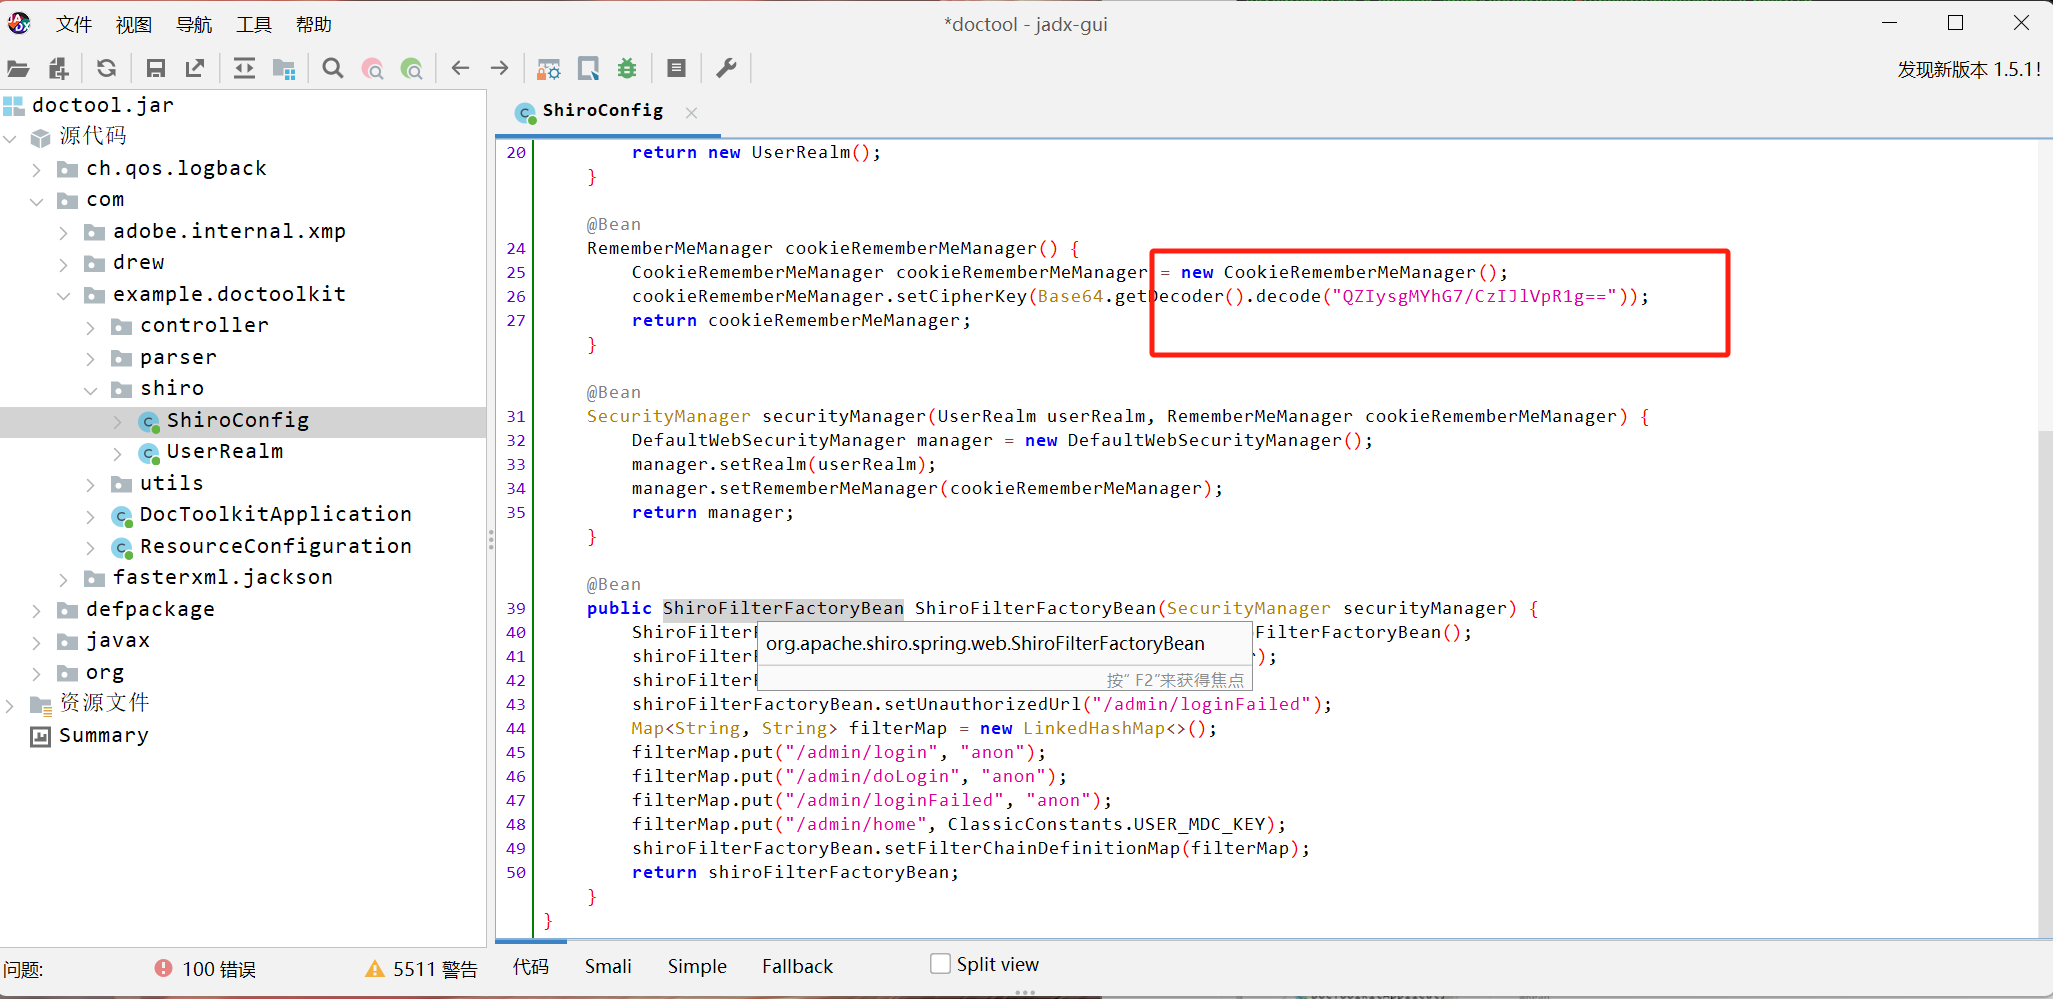 文件 视图 导航 工具 帮助
*doctool - jadx-gui
发现新版本 1.5.1!
doctool.jar
源代码
ch.qos.logback
com
adobe.internal.xmp
drew
example.doctoolkit
controller
parser
shiro
ShiroConfig
UserRealm
utils
DocToolkitApplication
ResourceConfiguration
fasterxml.jackson
defpackage
javax
org
资源文件
Summary
ShiroConfig
20 return new UserRealm();
}
@Bean
24 RememberMeManager cookieRememberMeManager() {
25 CookieRememberMeManager cookieRememberMeManager = new CookieRememberMeManager();
26 cookieRememberMeManager.setCipherKey(Base64.getDecoder().decode("QZIysgMYhG7/CzIJlVpR1g=="));
27 return cookieRememberMeManager;
}
@Bean
31 SecurityManager securityManager(UserRealm userRealm, RememberMeManager cookieRememberMeManager) {
32 DefaultWebSecurityManager manager = new DefaultWebSecurityManager();
33 manager.setRealm(userRealm);
34 manager.setRememberMeManager(cookieRememberMeManager);
35 return manager;
}
@Bean
39 public ShiroFilterFactoryBean ShiroFilterFactoryBean(SecurityManager securityManager) {
40 ShiroFilterF FilterFactoryBean();
org.apache.shiro.spring.web.ShiroFilterFactoryBean
41 shiroFilterF );
42 shiroFilterF
按“ F2”来获得焦点
43 shiroFilterFactoryBean.setUnauthorizedUrl("/admin/loginFailed");
44 Map<String, String> filterMap = new LinkedHashMap<>();
45 filterMap.put("/admin/login", "anon");
46 filterMap.put("/admin/doLogin", "anon");
47 filterMap.put("/admin/loginFailed", "anon");
48 filterMap.put("/admin/home", ClassicConstants.USER_MDC_KEY);
49 shiroFilterFactoryBean.setFilterChainDefinitionMap(filterMap);
50 return shiroFilterFactoryBean;
}
}
问题: 100 错误 5511 警告
代码 Smali Simple Fallback Split view